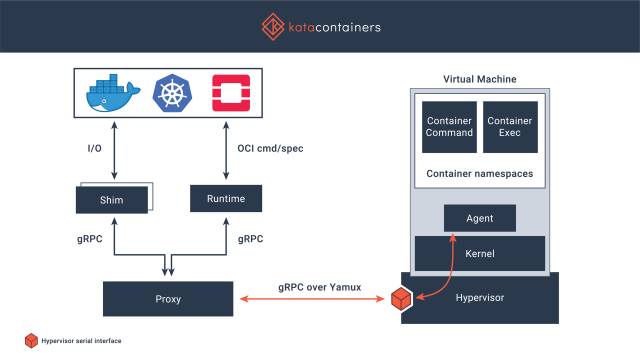 katacontainers
Virtual Machine
Container
Command
Container
Exec
Container namespaces
I/O
OCI cmd/spec
Shim
Runtime
Agent
gRPC
gRPC
Kernel
gRPC over Yamux
Proxy
Hypervisor
Hypervisor serial interface